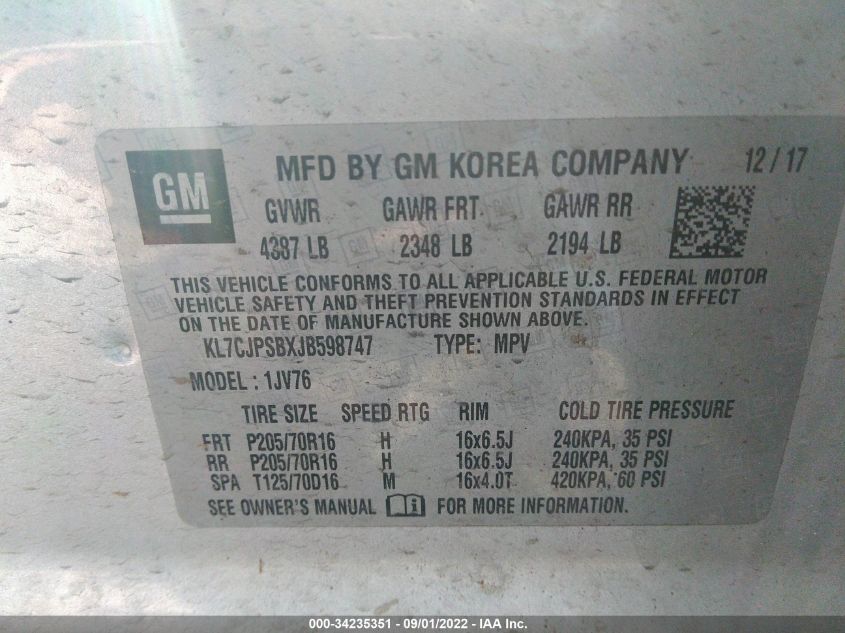 GM
MFD BY GM KOREA COMPANY 12/17
GVWR GAWR FRT. GAWR RR
4387 LB 2348 LB 2194 LB
THIS VEHICLE CONFORMS TO ALL APPLICABLE U.S. FEDERAL MOTOR
VEHICLE SAFETY AND THEFT PREVENTION STANDARDS IN EFFECT
ON THE DATE OF MANUFACTURE SHOWN ABOVE.
KL7CJPSBXJB598747 TYPE: MPV
MODEL : 1JV76
TIRE SIZE SPEED RTG RIM COLD TIRE PRESSURE
FRT P205/70R16 H 16x6.5J 240KPA, 35 PSI
RR P205/70R16 H 16x6.5J 240KPA, 35 PSI
SPA T125/70D16 M 16x4.0T 420KPA, 60 PSI
SEE OWNER'S MANUAL FOR MORE INFORMATION.
000-34235351 - 09/01/2022 - IAA Inc.